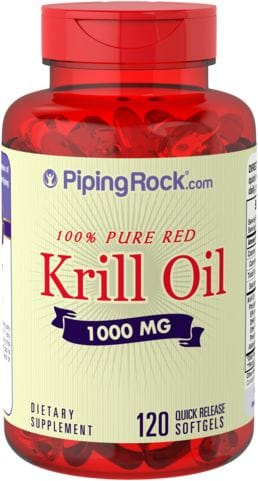 PipingRock.com
100% PURE RED
Krill Oil
1000 MG
DIETARY
SUPPLEMENT
120 QUICK RELEASE
SOFTGELS